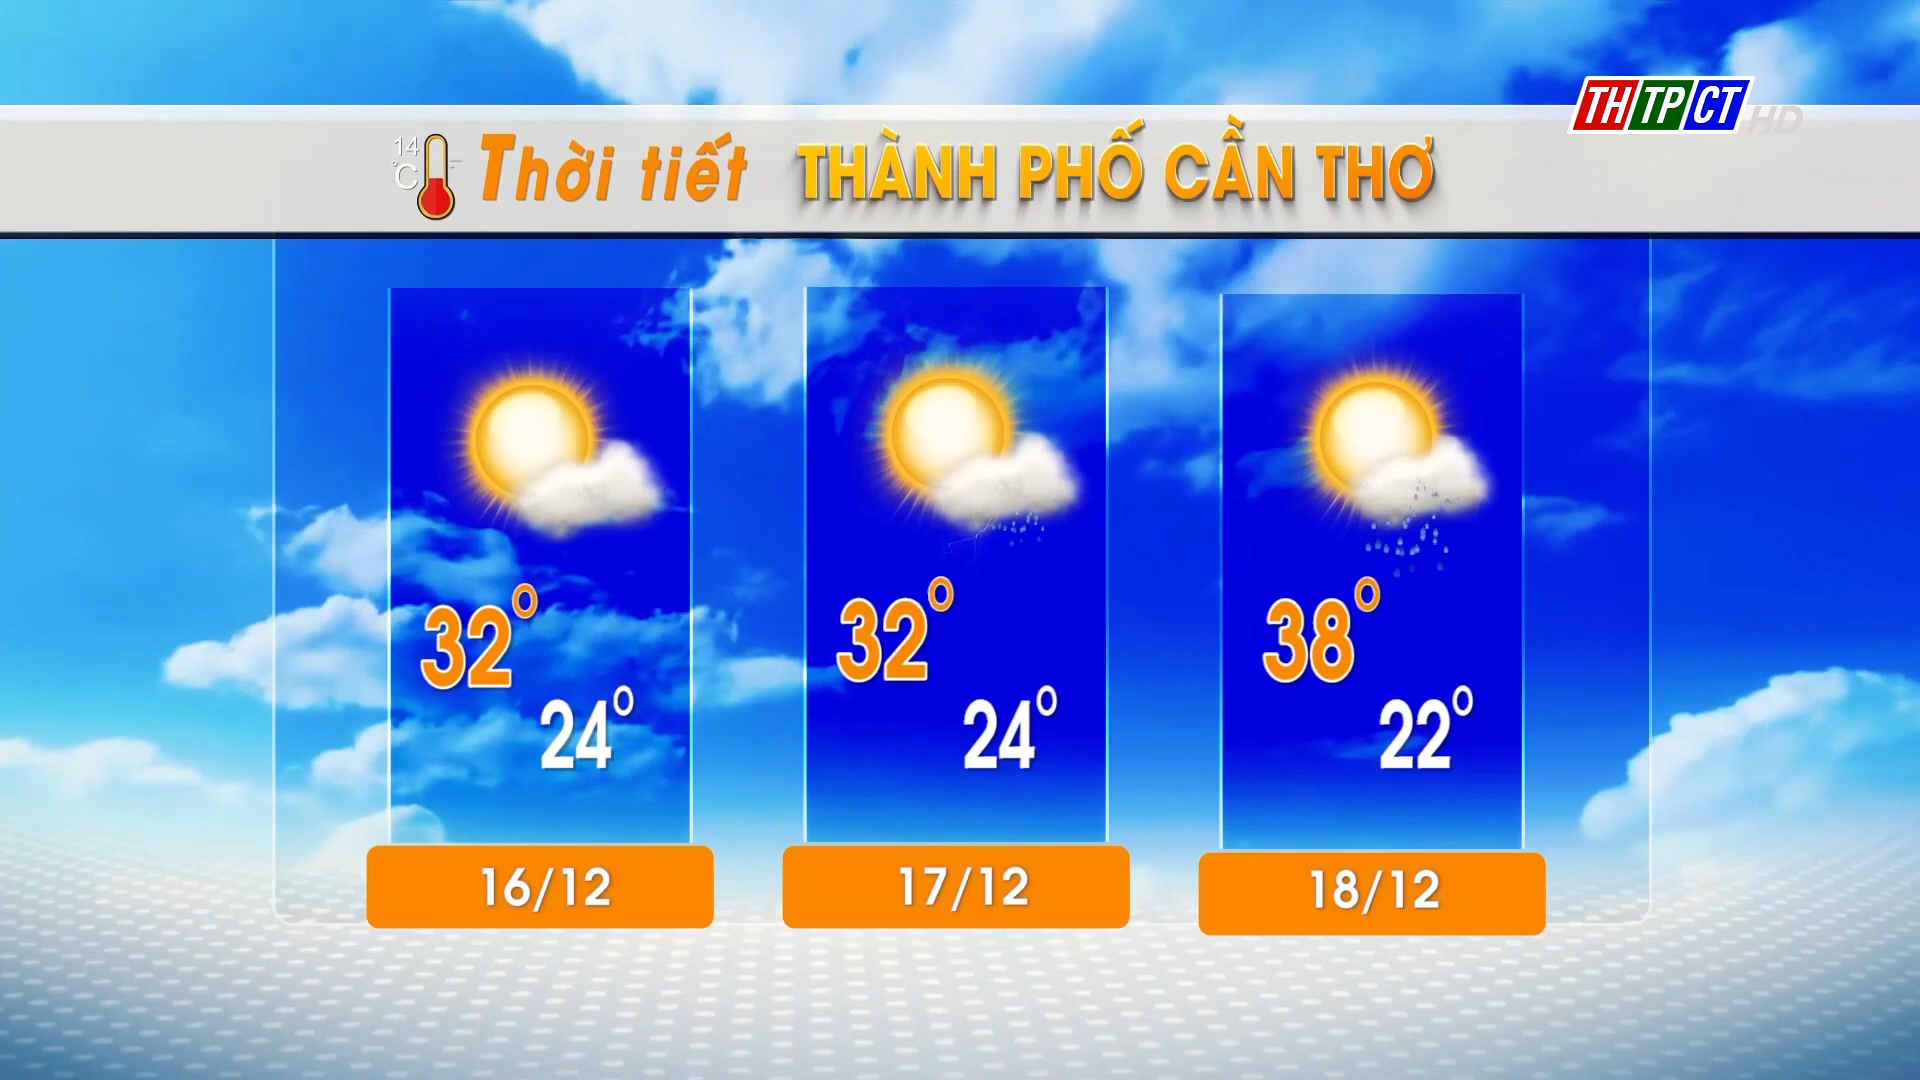 THTPCT HD
14
°C
Thời tiết THÀNH PHỐ CẦN THƠ
32° 32° 38°
24° 24° 22°
16/12 17/12 18/12